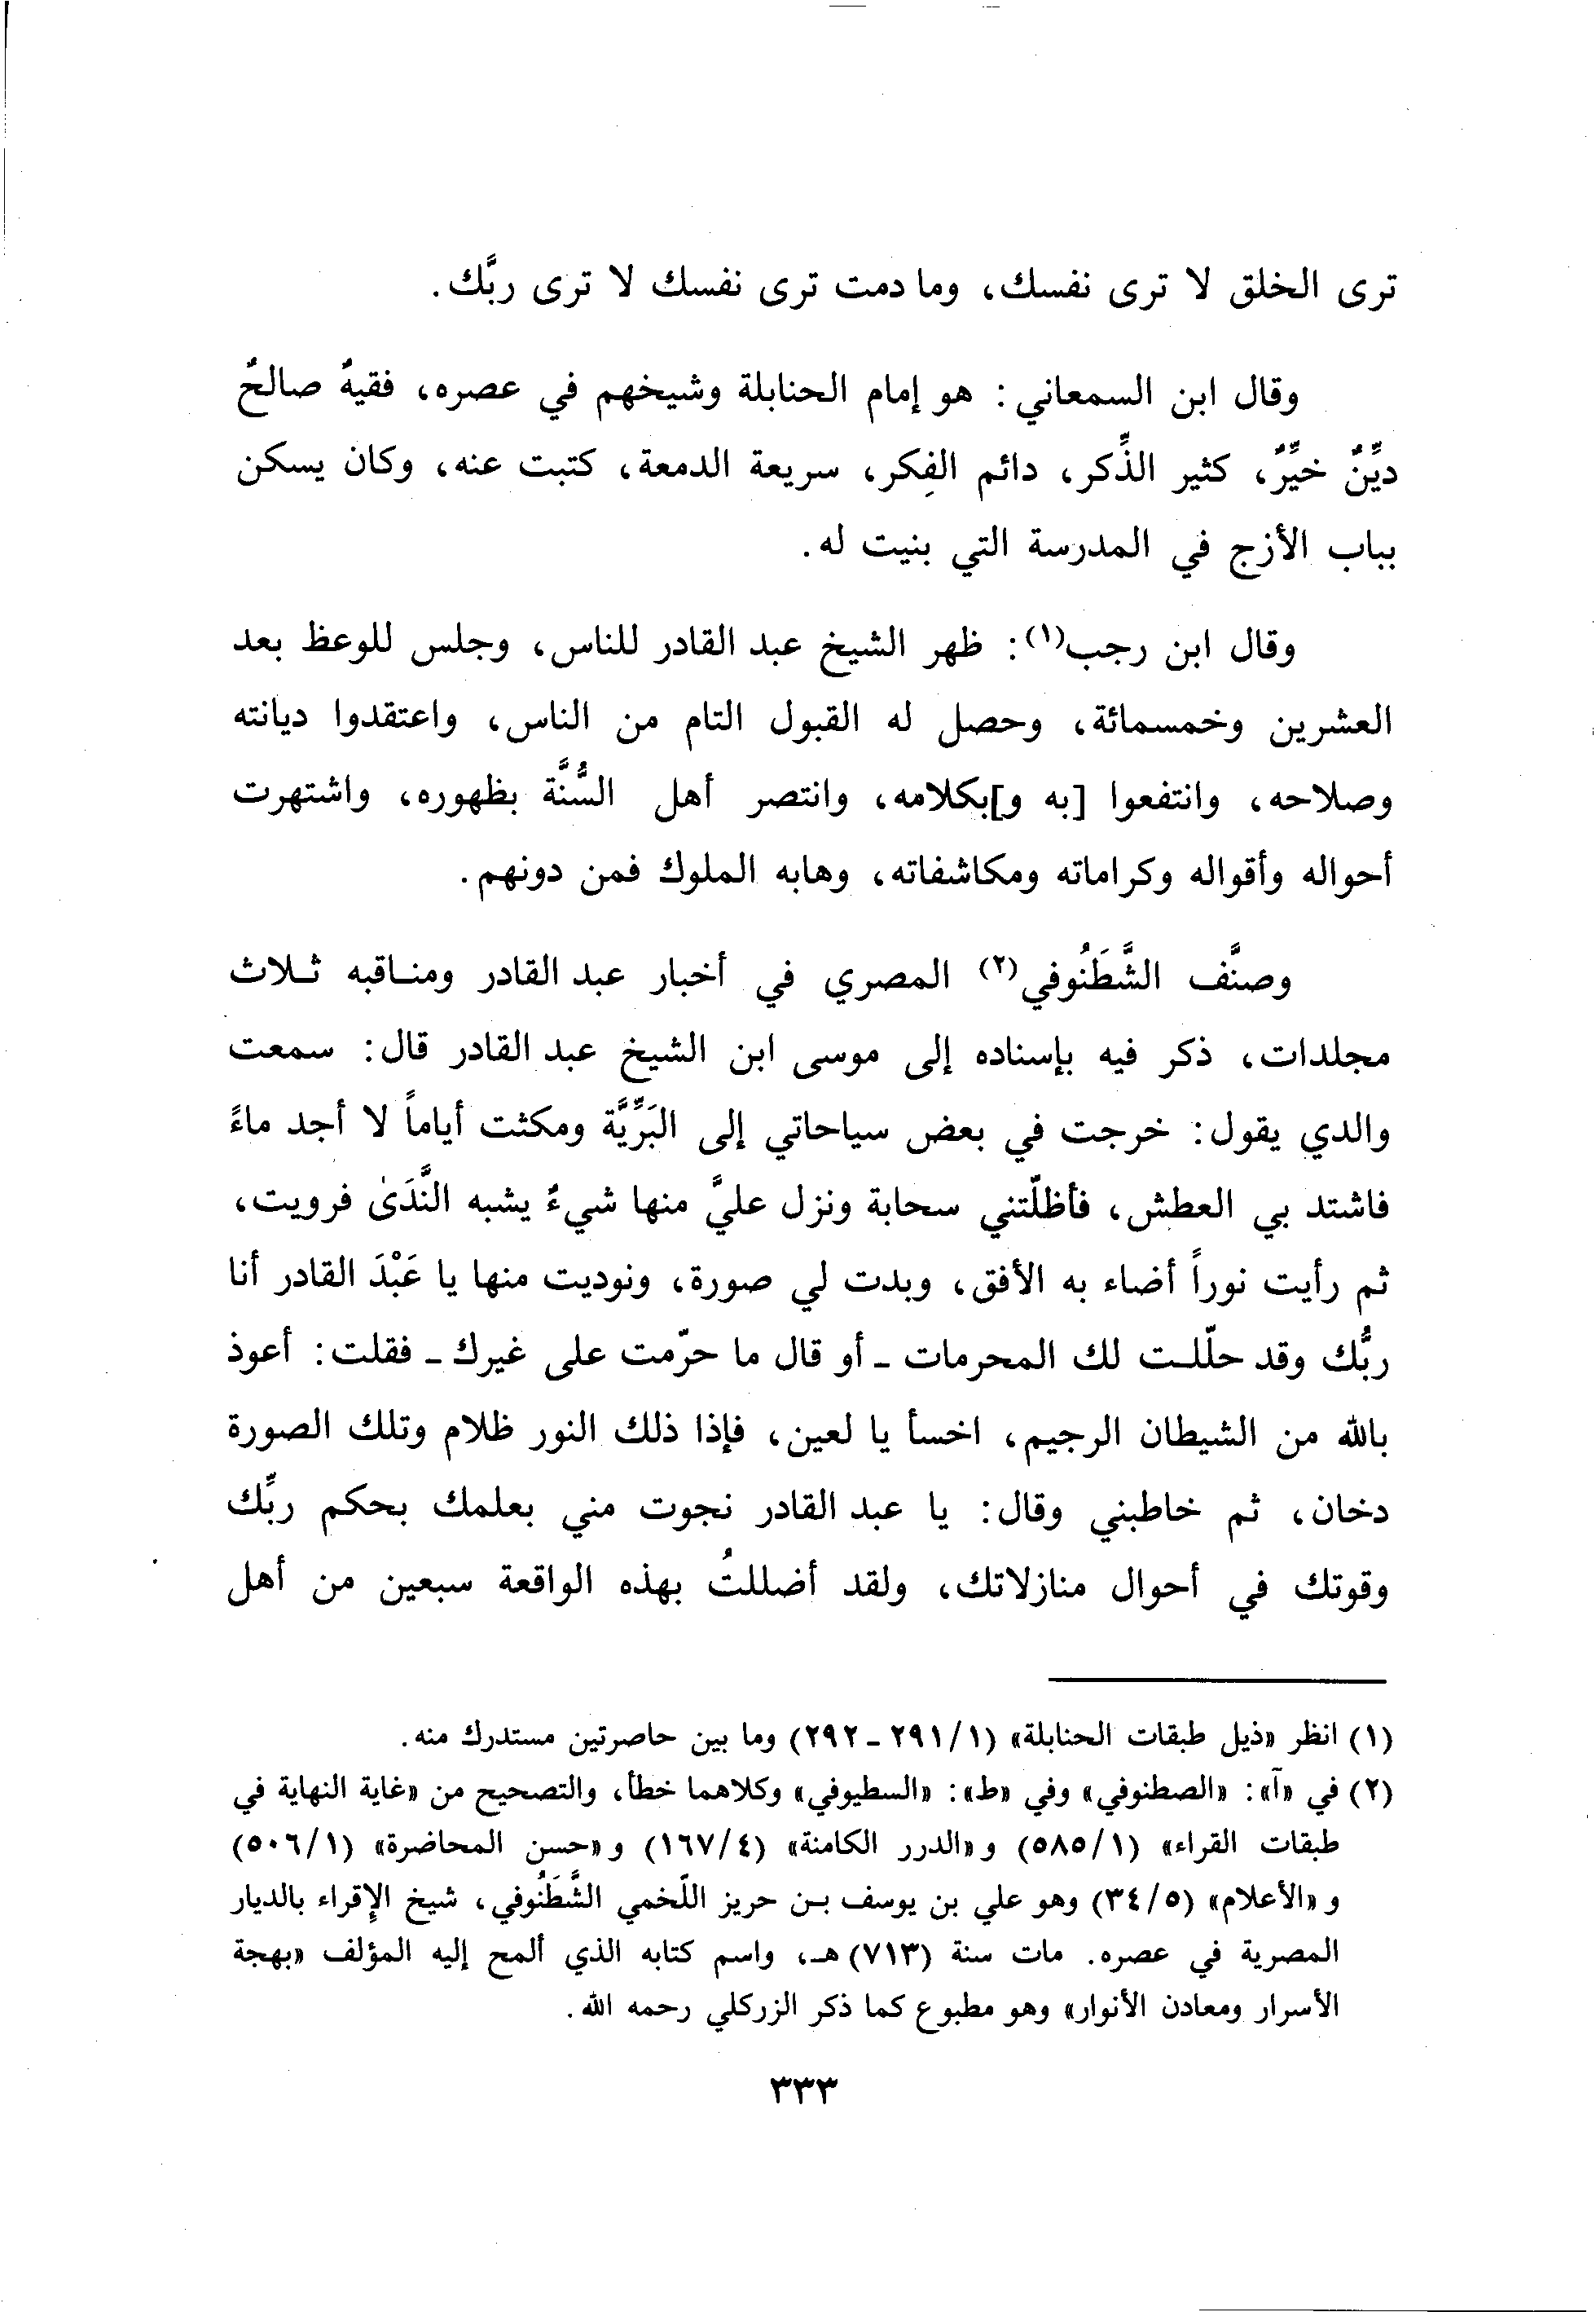 ترى الخلق لا ترى نفسك، وما دمت ترى نفسك لا ترى ربَّك.
وقال ابن السمعاني: هو إمام الحنابلة وشيخهم في عصره، فقيهٌ صالحٌ
ديِّنٌ خيِّرٌ، كثير الذِّكر، دائم الفِكر، سريعة الدمعة، كتبت عنه، وكان يسكن
بباب الأزج في المدرسة التي بنيت له.
وقال ابن رجب(١): ظهر الشيخ عبد القادر للناس، وجلس للوعظ بعد
العشرين وخمسمائة، وحصل له القبول التام من الناس، واعتقدوا ديانته
وصلاحه، وانتفعوا [به و]بكلامه، وانتصر أهل السُّنَّة بظهوره، واشتهرت
أحواله وأقواله وكراماته ومكاشفاته، وهابه الملوك فمن دونهم.
وصنَّف الشَّطَنُوفي(٢) المصري في أخبار عبد القادر ومناقبه ثلاث
مجلدات، ذكر فيه بإسناده إلى موسى ابن الشيخ عبد القادر قال: سمعت
والدي يقول: خرجت في بعض سياحاتي إلى البَرِّيَّة ومكثت أياماً لا أجد ماءً
فاشتد بي العطش، فأظلّتني سحابة ونزل عليَّ منها شيءٌ يشبه النَّدَىٰ فرويت،
ثم رأيت نوراً أضاء به الأفق، وبدت لي صورة، ونوديت منها يا عَبْدَ القادر أنا
ربُّك وقد حلّلت لك المحرمات ـ أو قال ما حرّمت على غيرك ـ فقلت: أعوذ
بالله من الشيطان الرجيم، اخسأ يا لعين، فإذا ذلك النور ظلام وتلك الصورة
دخان، ثم خاطبني وقال: يا عبد القادر نجوت مني بعلمك بحكم ربِّك
وقوتك في أحوال منازلاتك، ولقد أضللتُ بهذه الواقعة سبعين من أهل
(١) انظر «ذيل طبقات الحنابلة» (١/ ٢٩١ ـ ٢٩٢) وما بين حاصرتين مستدرك منه.
(٢) في «آ»: «الصطنوفي» وفي «ط»: «السطيوفي» وكلاهما خطأ، والتصحيح من «غاية النهاية في
طبقات القراء» (١/ ٥٨٥) و «الدرر الكامنة» (٤/ ١٦٧) و «حسن المحاضرة» (١/ ٥٠٦)
و «الأعلام» (٥/ ٣٤) وهو علي بن يوسف بن حريز اللّخمي الشَّطَنُوفي، شيخ الإِقراء بالديار
المصرية في عصره. مات سنة (٧١٣) هـ، واسم كتابه الذي ألمح إليه المؤلف «بهجة
الأسرار ومعادن الأنوار» وهو مطبوع كما ذكر الزركلي رحمه الله.
٣٣٣